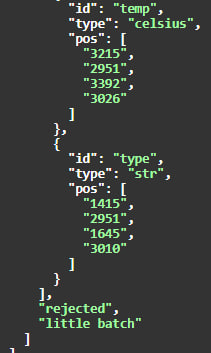 "id": "temp",
"type": "celsius",
"pos": [
"3215",
"2951",
"3392",
"3026"
]
},
{
"id": "type",
"type": "str",
"pos": [
"1415",
"2951",
"1645",
"3010"
]
}
],
"rejected",
"little batch"
]